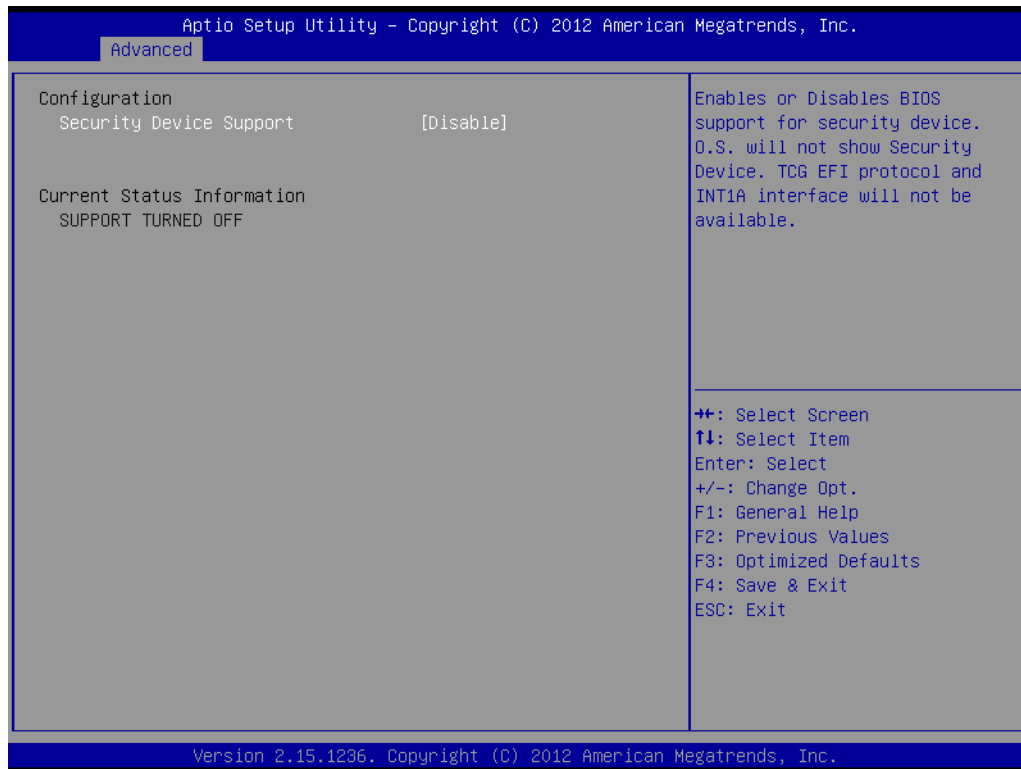 Aptio Setup Utility – Copyright (C) 2012 American Megatrends, Inc.
Advanced
Configuration
Security Device Support [Disable]
Current Status Information
SUPPORT TURNED OFF
Enables or Disables BIOS
support for security device.
O.S. will not show Security
Device. TCG EFI protocol and
INT1A interface will not be
available.
→←: Select Screen
↑↓: Select Item
Enter: Select
+/-: Change Opt.
F1: General Help
F2: Previous Values
F3: Optimized Defaults
F4: Save & Exit
ESC: Exit
Version 2.15.1236. Copyright (C) 2012 American Megatrends, Inc.